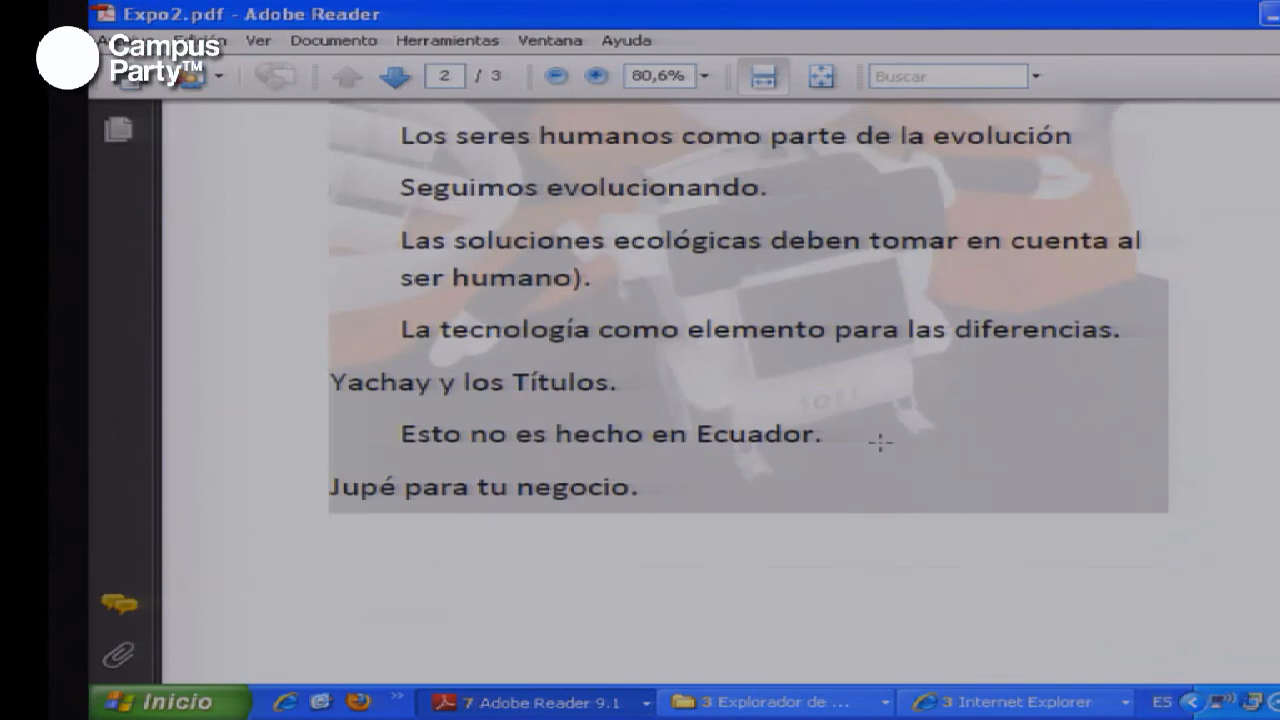 Expo2.pdf - Adobe Reader
Campus
Party™
Ver Documento Herramientas Ventana Ayuda
2 / 3 80,6% Buscar
Los seres humanos como parte de la evolución
Seguimos evolucionando.
Las soluciones ecológicas deben tomar en cuenta al
ser humano).
La tecnología como elemento para las diferencias.
Yachay y los Títulos.
Esto no es hecho en Ecuador.
Jupé para tu negocio.
Inicio 7 Adobe Reader 9.1 3 Explorador de ... 3 Internet Explorer ES